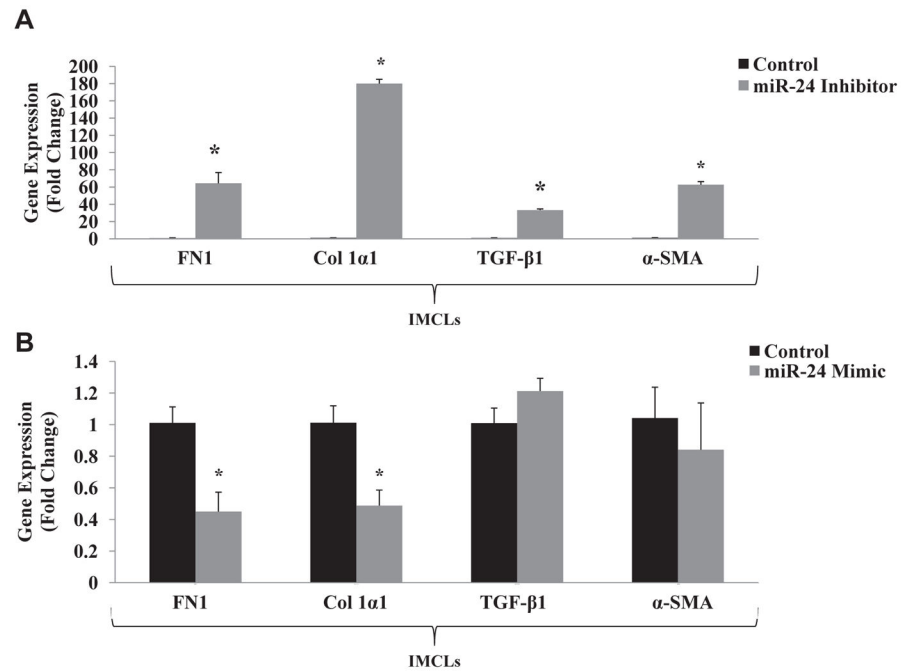 A
Gene Expression
(Fold Change)
200
180
160
140
120
100
80
60
40
20
0
*
*
*
*
Control
miR-24 Inhibitor
FN1
Col 1α1
TGF-β1
α-SMA
IMCLs
B
Gene Expression
(Fold Change)
1.4
1.2
1
0.8
0.6
0.4
0.2
0
*
*
Control
miR-24 Mimic
FN1
Col 1α1
TGF-β1
α-SMA
IMCLs